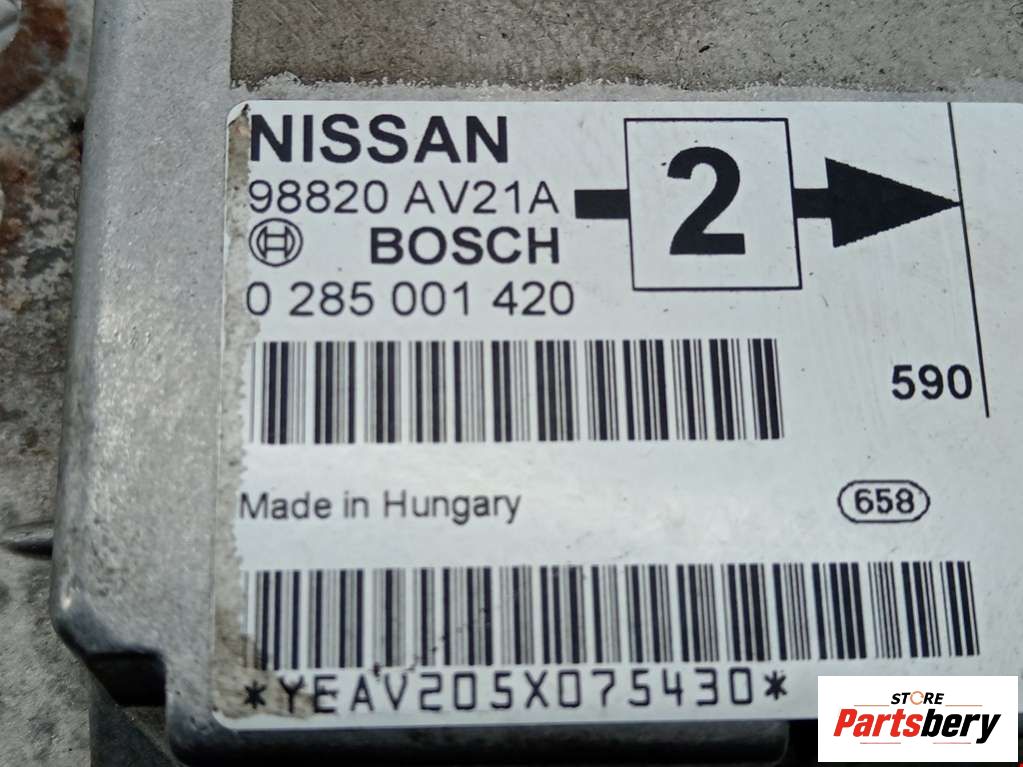 NISSAN
98820 AV21A
2
BOSCH
0 285 001 420
590
Made in Hungary
658
*YEAV205X075430*
STORE
Partsbery